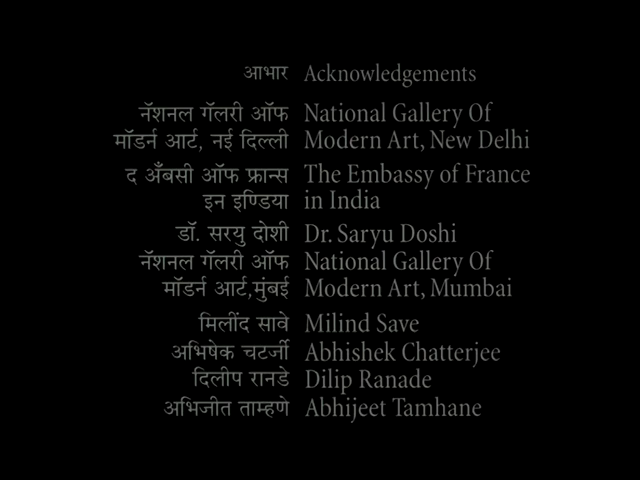 आभार Acknowledgements
नॅशनल गॅलरी ऑफ National Gallery Of
मॉडर्न आर्ट, नई दिल्ली Modern Art, New Delhi
द अँबसी ऑफ फ्रान्स The Embassy of France
इन इण्डिया in India
डॉ. सरयु दोशी Dr. Saryu Doshi
नॅशनल गॅलरी ऑफ National Gallery Of
मॉडर्न आर्ट,मुंबई Modern Art, Mumbai
मिलींद सावे Milind Save
अभिषेक चटर्जी Abhishek Chatterjee
दिलीप रानडे Dilip Ranade
अभिजीत ताम्हणे Abhijeet Tamhane